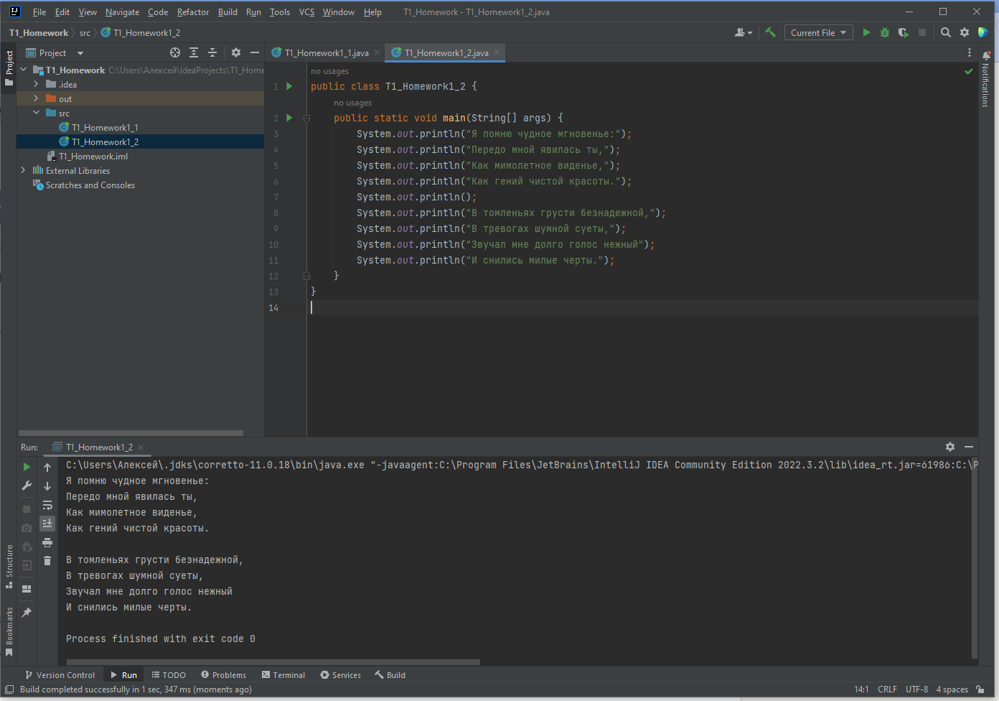 File Edit View Navigate Code Refactor Build Run Tools VCS Window Help T1_Homework - T1_Homework1_2.java
T1_Homework src T1_Homework1_2 Current File
Project
Project
T1_Homework1_1.java
T1_Homework1_2.java
Notifications
T1_Homework C:\Users\Алексей\IdeaProjects\T1_Home
.idea
out
src
T1_Homework1_1
T1_Homework1_2
T1_Homework.iml
External Libraries
Scratches and Consoles
no usages
1 public class T1_Homework1_2 {
no usages
2 public static void main(String[] args) {
3 System.out.println("Я помню чудное мгновенье:");
4 System.out.println("Передо мной явилась ты,");
5 System.out.println("Как мимолетное виденье,");
6 System.out.println("Как гений чистой красоты.");
7 System.out.println();
8 System.out.println("В томленьях грусти безнадежной,");
9 System.out.println("В тревогах шумной суеты,");
10 System.out.println("Звучал мне долго голос нежный");
11 System.out.println("И снились милые черты.");
12 }
13 }
14
Run: T1_Homework1_2
C:\Users\Алексей\.jdks\corretto-11.0.18\bin\java.exe "-javaagent:C:\Program Files\JetBrains\IntelliJ IDEA Community Edition 2022.3.2\lib\idea_rt.jar=61986:C:\P
Я помню чудное мгновенье:
Передо мной явилась ты,
Как мимолетное виденье,
Как гений чистой красоты.
В томленьях грусти безнадежной,
В тревогах шумной суеты,
Звучал мне долго голос нежный
И снились милые черты.
Process finished with exit code 0
Structure
Bookmarks
Version Control Run TODO Problems Terminal Services Build
Build completed successfully in 1 sec, 347 ms (moments ago) 14:1 CRLF UTF-8 4 spaces